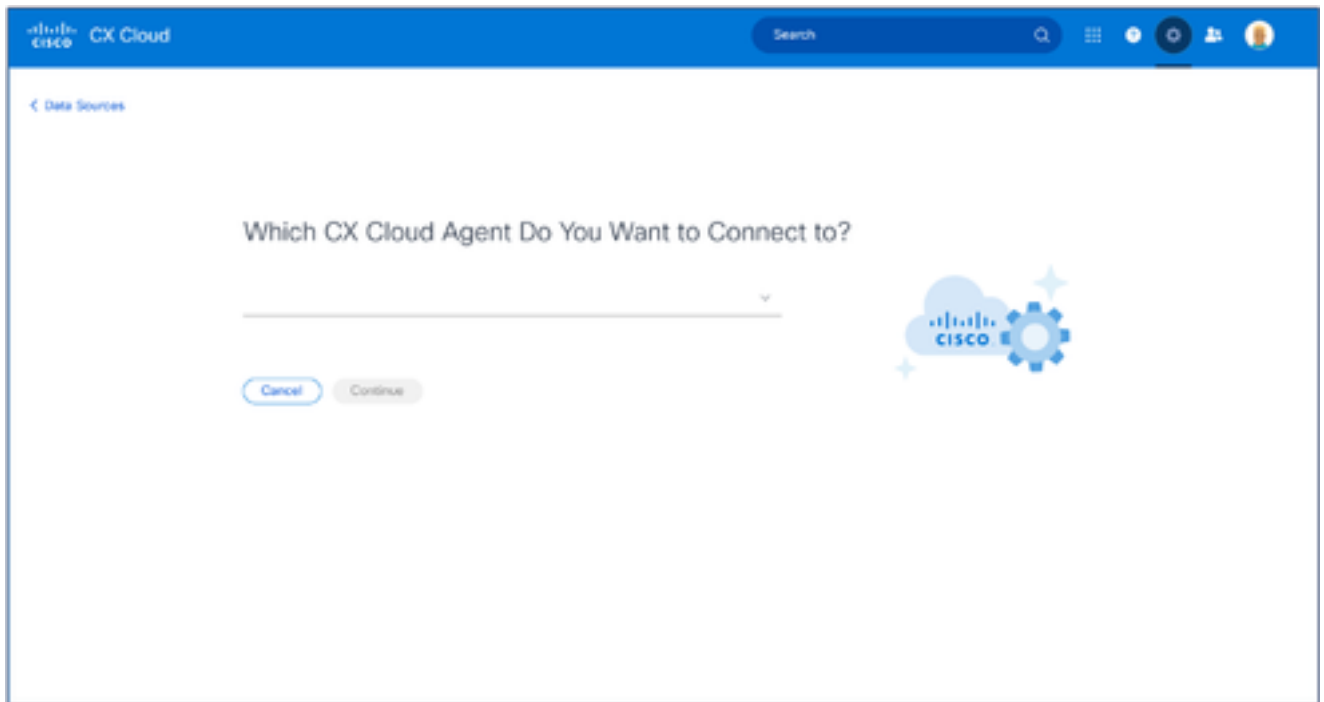 CISCO CX Cloud Search
Data Sources
Which CX Cloud Agent Do You Want to Connect to?
CISCO
Cancel Continue